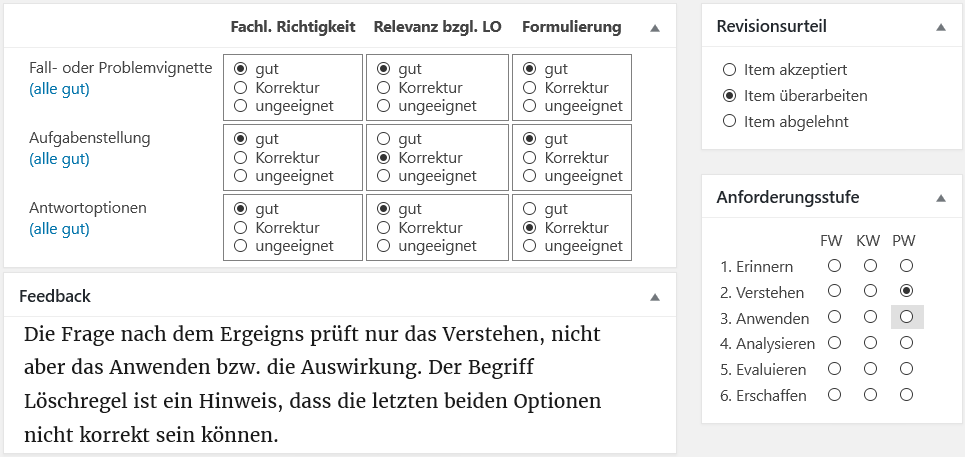 Fachl. Richtigkeit Relevanz bzgl. LO Formulierung
Fall- oder Problemvignette
(alle gut)
gut gut gut
Korrektur Korrektur Korrektur
ungeeignet ungeeignet ungeeignet
Aufgabenstellung
(alle gut)
gut gut gut
Korrektur Korrektur Korrektur
ungeeignet ungeeignet ungeeignet
Antwortoptionen
(alle gut)
gut gut gut
Korrektur Korrektur Korrektur
ungeeignet ungeeignet ungeeignet
Feedback
Die Frage nach dem Ergeigns prüft nur das Verstehen, nicht
aber das Anwenden bzw. die Auswirkung. Der Begriff
Löschregel ist ein Hinweis, dass die letzten beiden Optionen
nicht korrekt sein können.
Revisionsurteil
Item akzeptiert
Item überarbeiten
Item abgelehnt
Anforderungsstufe
FW KW PW
1. Erinnern
2. Verstehen
3. Anwenden
4. Analysieren
5. Evaluieren
6. Erschaffen